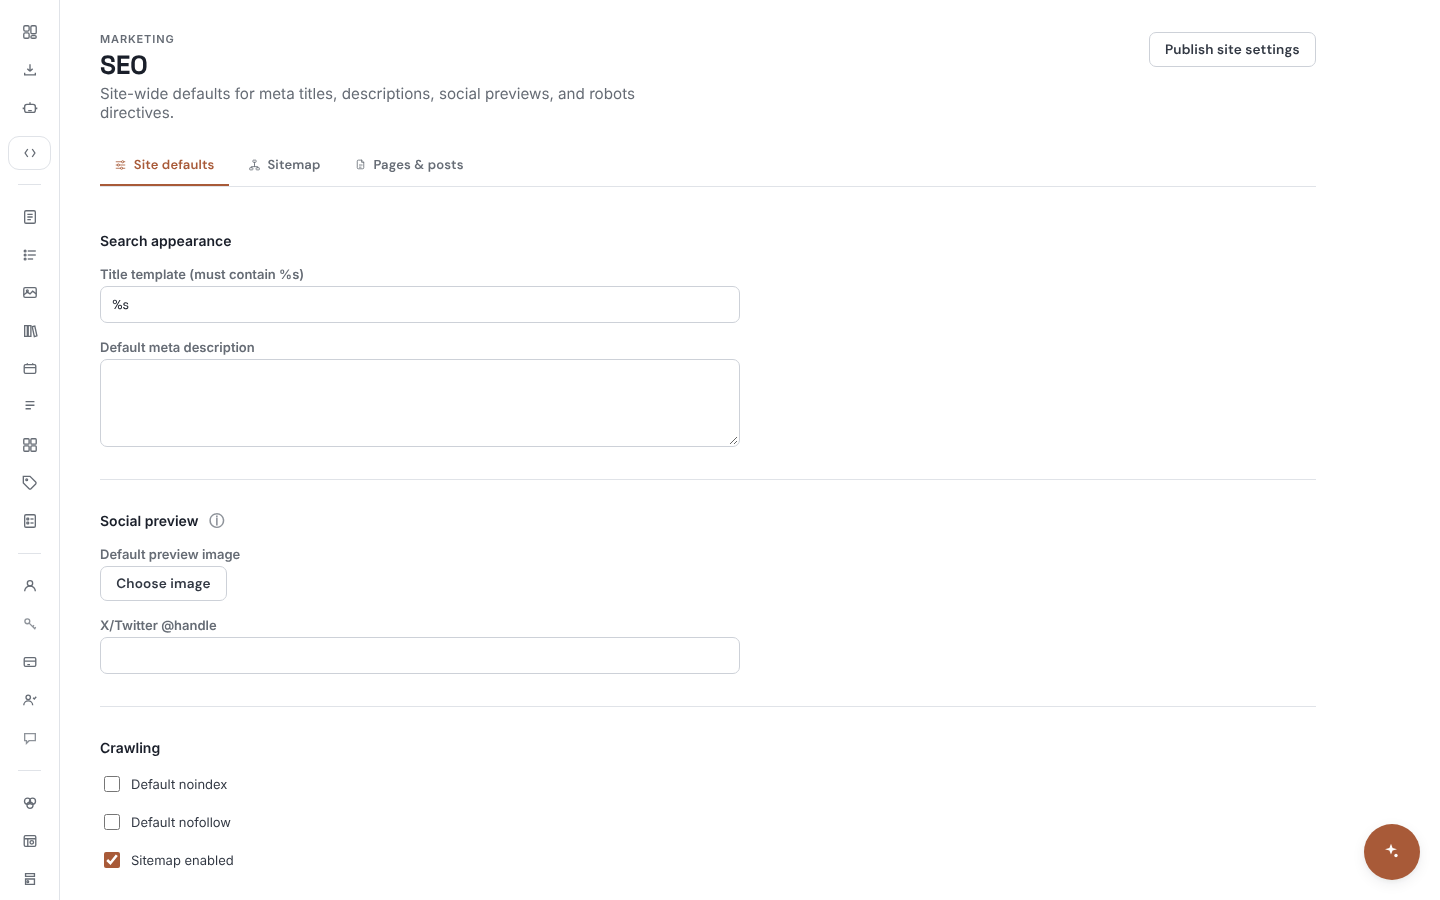 MARKETING
SEO
Publish site settings
Site-wide defaults for meta titles, descriptions, social previews, and robots
directives.
Site defaults
Sitemap
Pages & posts
Search appearance
Title template (must contain %s)
%s
Default meta description
Social preview
Default preview image
Choose image
X/Twitter @handle
Crawling
Default noindex
Default nofollow
Sitemap enabled